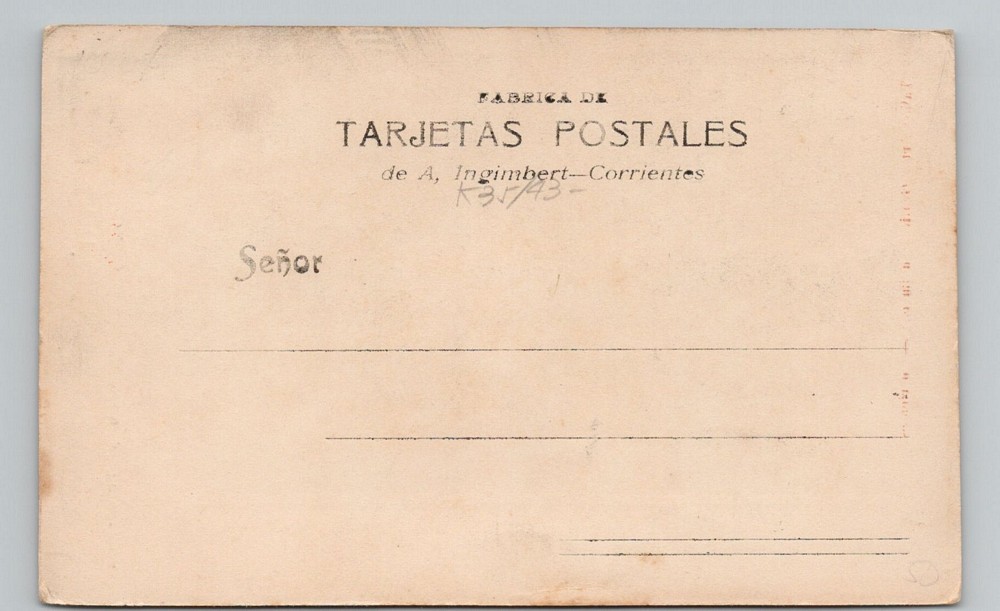 FABRICA DE
TARJETAS POSTALES
de A, Ingimbert—Corrientes
K35/43-
Señor